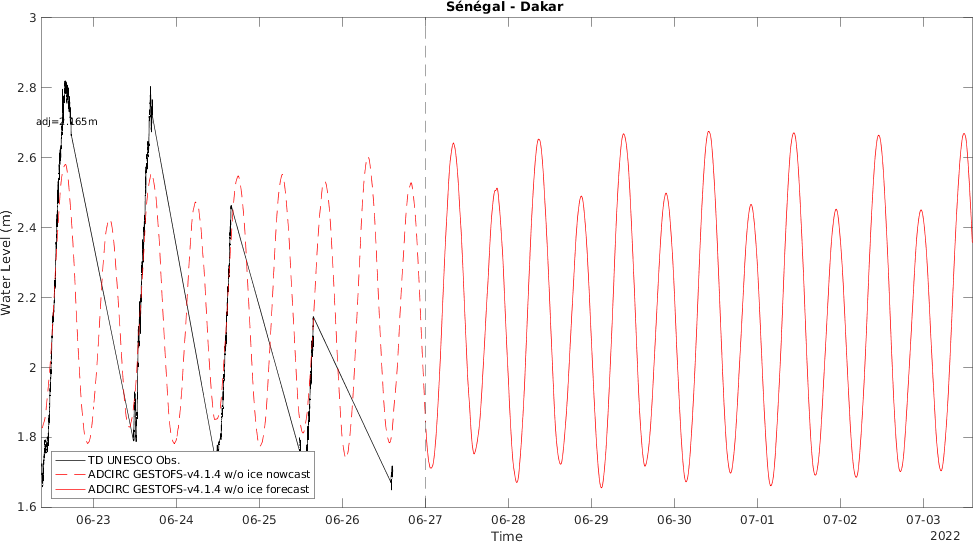 Sénégal - Dakar
3
2.8
adj=2.165m
2.6
2.4
Water Level (m)
2.2
2
1.8
TD UNESCO Obs.
ADCIRC GESTOFS-v4.1.4 w/o ice nowcast
ADCIRC GESTOFS-v4.1.4 w/o ice forecast
1.6
06-23 06-24 06-25 06-26 06-27 06-28 06-29 06-30 07-01 07-02 07-03
Time
2022